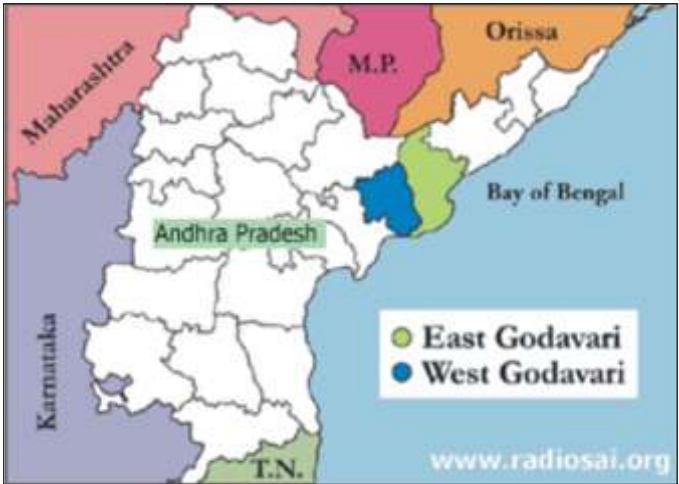 Orissa
M.P.
Maharashtra
Bay of Bengal
Andhra Pradesh
East Godavari
West Godavari
Karnataka
T.N.
www.radiosai.org